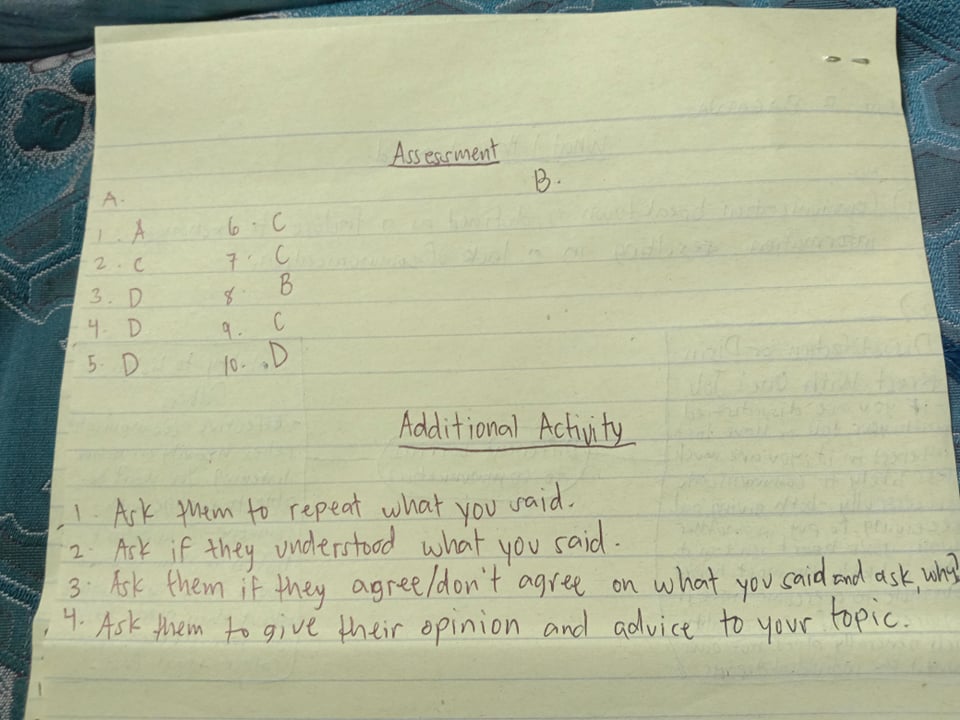 Assessment
B.
A.
1. A 6. C
2. C 7. C
3. D 8. B
4. D 9. C
5. D 10. D
Additional Activity
1. Ask them to repeat what you said.
2. Ask if they understood what you said.
3. Ask them if they agree/don't agree on what you said and ask, why?
4. Ask them to give their opinion and advice to your topic.